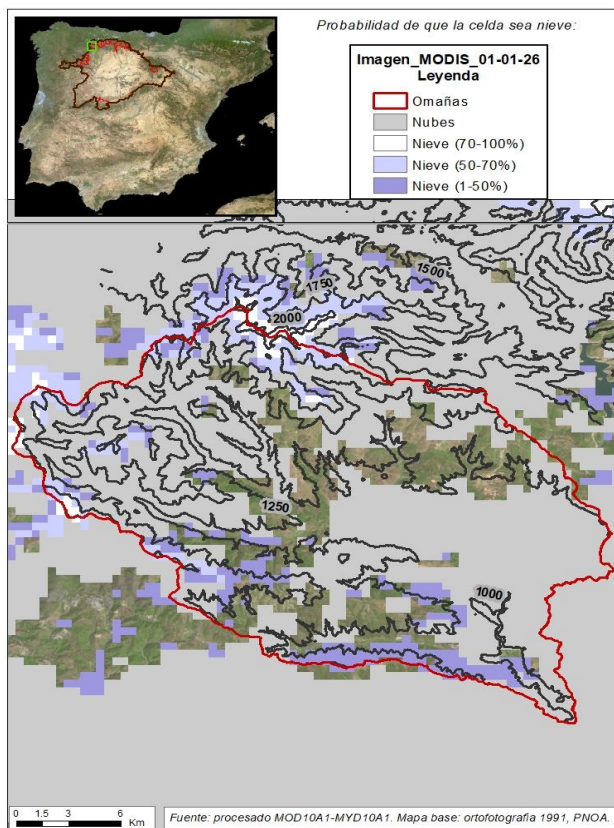 Probabilidad de que la celda sea nieve:
Imagen_MODIS_01-01-26
Leyenda
Omañas
Nubes
Nieve (70-100%)
Nieve (50-70%)
Nieve (1-50%)
1500
1750
2000
1250
1000
0 1.5 3 6
Km
Fuente: procesado MOD10A1-MYD10A1. Mapa base: ortofotografía 1991, PNOA.